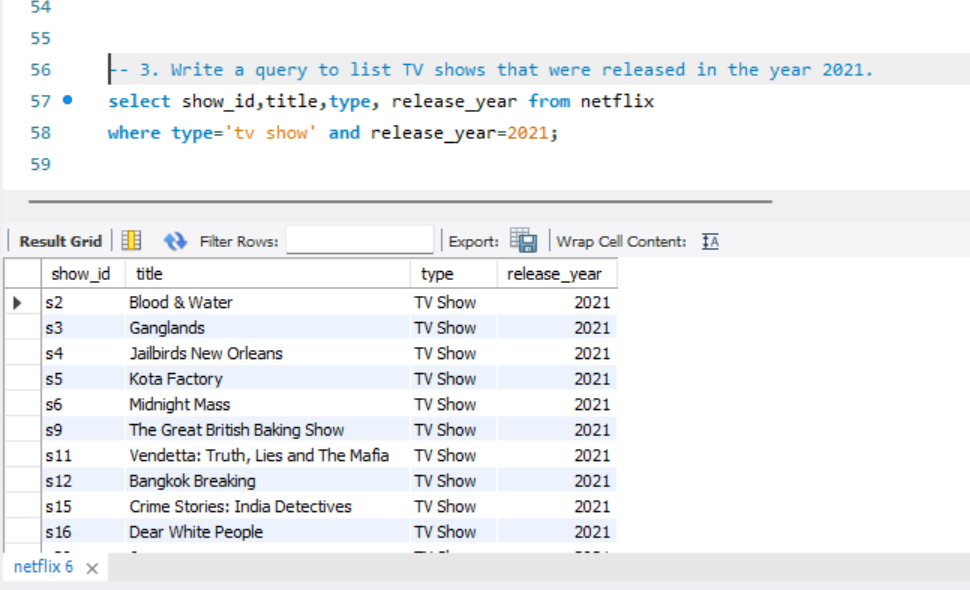 54
55
56 -- 3. Write a query to list TV shows that were released in the year 2021.
57 select show_id,title,type, release_year from netflix
58 where type='tv show' and release_year=2021;
59
Result Grid Filter Rows: Export: Wrap Cell Content: IA
show_id title type release_year
s2 Blood & Water TV Show 2021
s3 Ganglands TV Show 2021
s4 Jailbirds New Orleans TV Show 2021
s5 Kota Factory TV Show 2021
s6 Midnight Mass TV Show 2021
s9 The Great British Baking Show TV Show 2021
s11 Vendetta: Truth, Lies and The Mafia TV Show 2021
s12 Bangkok Breaking TV Show 2021
s15 Crime Stories: India Detectives TV Show 2021
s16 Dear White People TV Show 2021
netflix 6